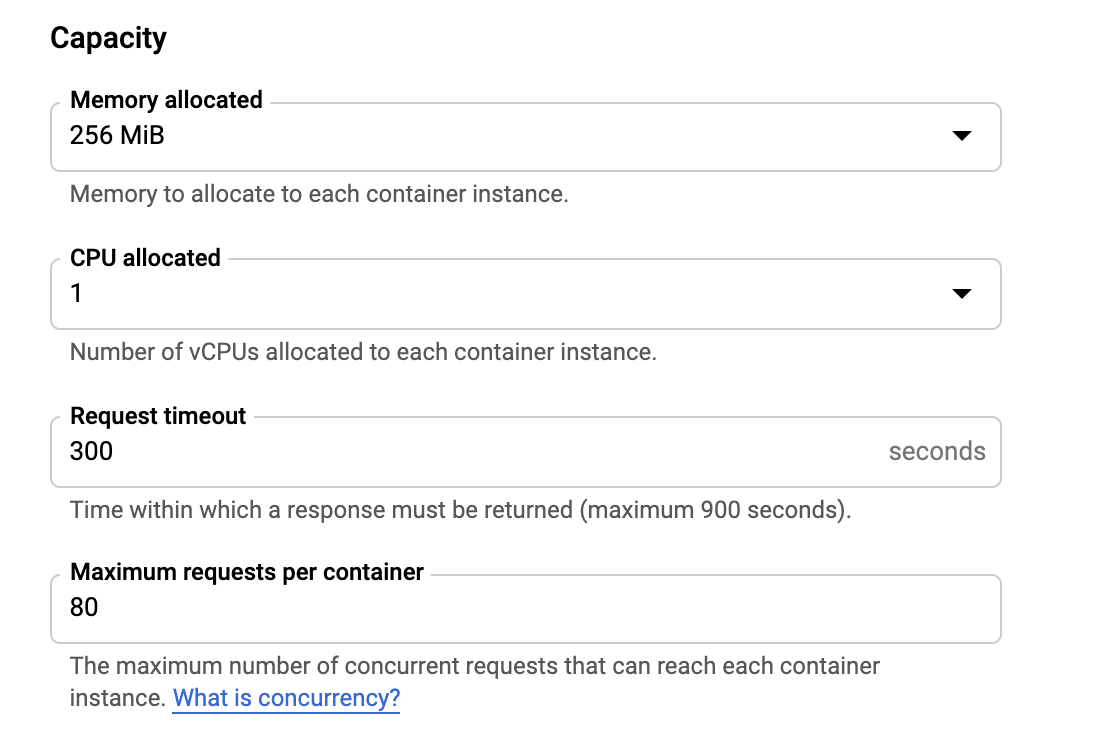 Capacity
Memory allocated
256 MiB
Memory to allocate to each container instance.
CPU allocated
1
Number of vCPUs allocated to each container instance.
Request timeout
300 seconds
Time within which a response must be returned (maximum 900 seconds).
Maximum requests per container
80
The maximum number of concurrent requests that can reach each container
instance. What is concurrency?